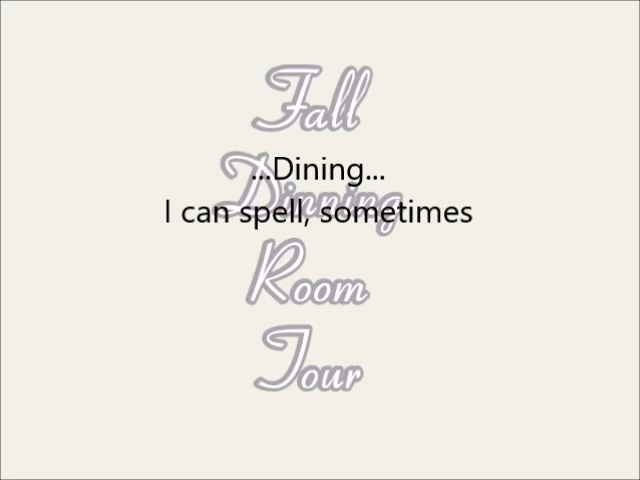 Fall
...Dining...
Dinning
I can spell, sometimes
Room
Tour